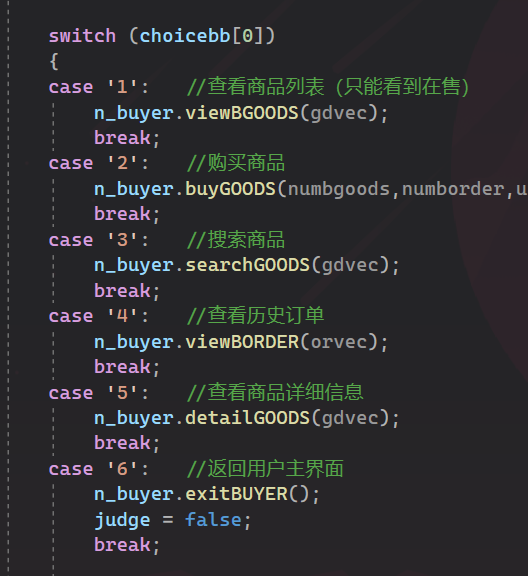 switch (choicebb[0])
{
case '1':   //查看商品列表（只能看到在售）
    n_buyer.viewBGOODS(gdvec);
    break;
case '2':   //购买商品
    n_buyer.buyGOODS(numbgoods,numborder,u
    break;
case '3':   //搜索商品
    n_buyer.searchGOODS(gdvec);
    break;
case '4':   //查看历史订单
    n_buyer.viewBORDER(orvec);
    break;
case '5':   //查看商品详细信息
    n_buyer.detailGOODS(gdvec);
    break;
case '6':   //返回用户主界面
    n_buyer.exitBUYER();
    judge = false;
    break;